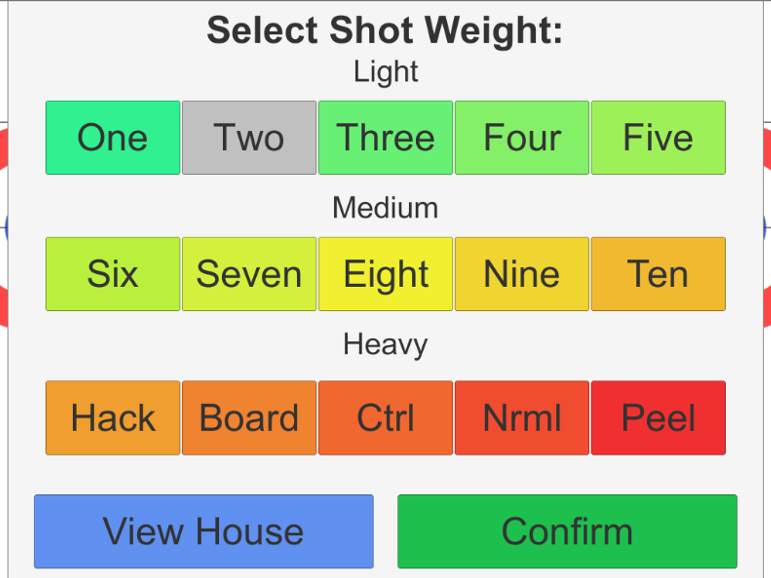 Select Shot Weight:
Light
One Two Three Four Five
Medium
Six Seven Eight Nine Ten
Heavy
Hack Board Ctrl Nrml Peel
View House Confirm